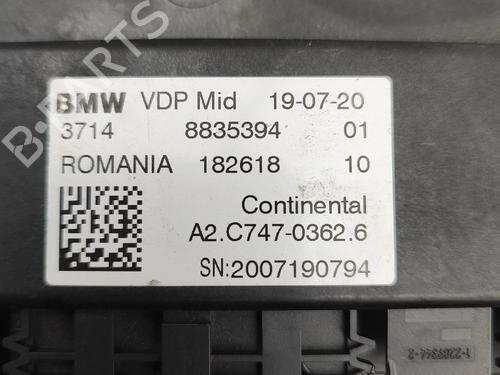 BMW VDP Mid 19-07-20
3714 8835394 01
ROMANIA 182618 10
Continental
A2.C747-0362.6
SN:2007190794
B-PARTS